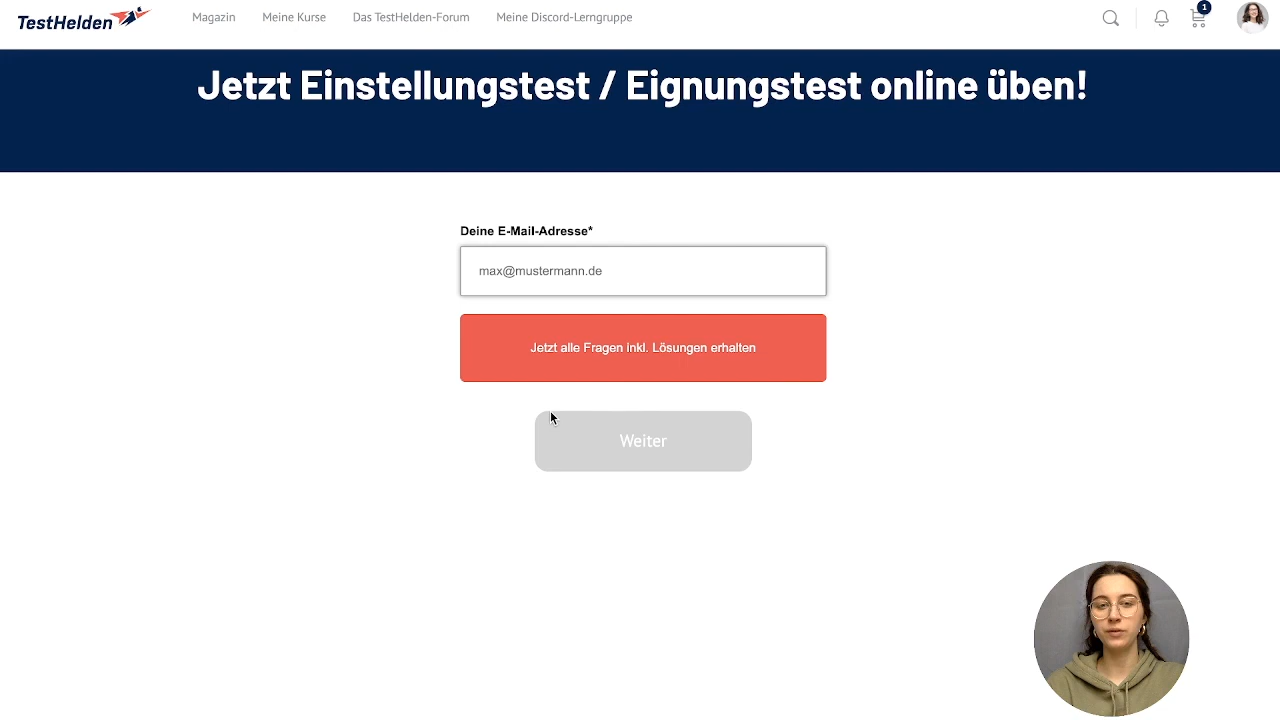 TestHelden
Magazin
Meine Kurse
Das TestHelden-Forum
Meine Discord-Lerngruppe
1
Jetzt Einstellungstest / Eignungstest online üben!
Deine E-Mail-Adresse*
max@mustermann.de
Jetzt alle Fragen inkl. Lösungen erhalten
Weiter